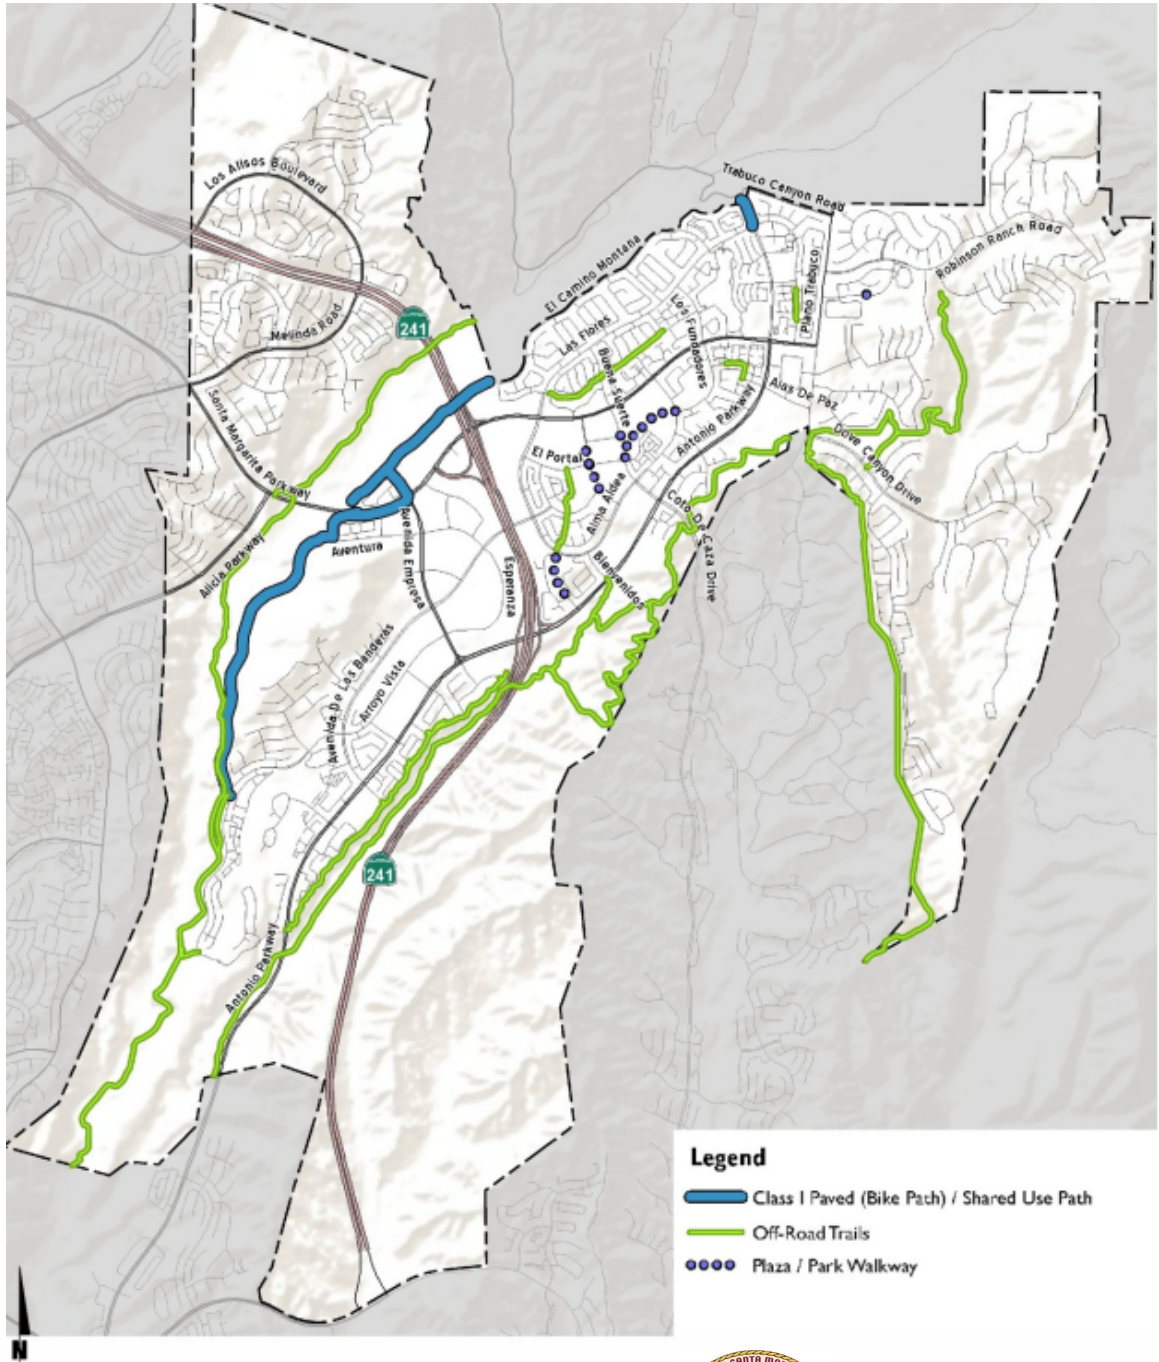 Los Alisos Boulevard
Trabuco Canyon Road
Robinson Ranch Road
El Camino Montana
Plano Trabuco
Los Fundadores
Las Flores
241
Melinda Road
Buena Suerte
Alas De Paz
Santa Margarita Parkway
Antonio Parkway
Dove Canyon Drive
El Portal
Alma Aldea
Coto De Caza Drive
Avenida Empresa
Aventura
Alicia Parkway
Esperanza
Bienvenidos
Avenida De Las Banderas
Arroyo Vista
241
Antonio Parkway
Legend
Class I Paved (Bike Path) / Shared Use Path
Off-Road Trails
Plaza / Park Walkway
N